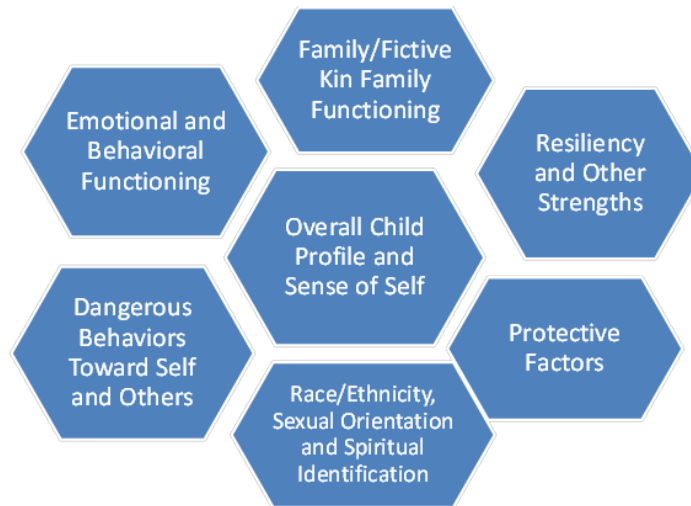 Family/Fictive
Kin Family
Functioning
Emotional and
Behavioral
Functioning
Resiliency
and Other
Strengths
Overall Child
Profile and
Sense of Self
Dangerous
Behaviors
Toward Self
and Others
Protective
Factors
Race/Ethnicity,
Sexual Orientation
and Spiritual
Identification